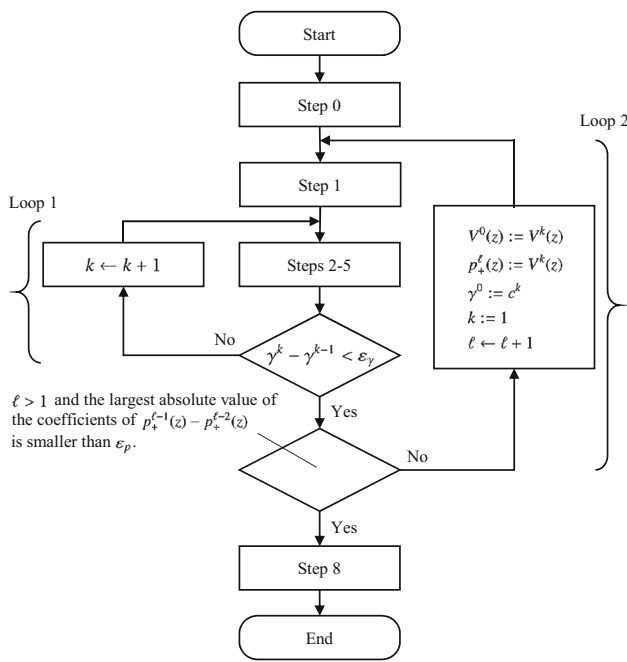 Start
Step 0
Loop 2
Step 1
Loop 1
V⁰(z) := Vᵏ(z)
p₊^ℓ(z) := Vᵏ(z)
γ⁰ := cᵏ
k := 1
ℓ ← ℓ + 1
k ← k + 1
Steps 2-5
No
γᵏ − γᵏ⁻¹ < ε_γ
ℓ > 1 and the largest absolute value of
the coefficients of p₊^{ℓ−1}(z) − p₊^{ℓ−2}(z)
is smaller than ε_p.
Yes
No
Yes
Step 8
End